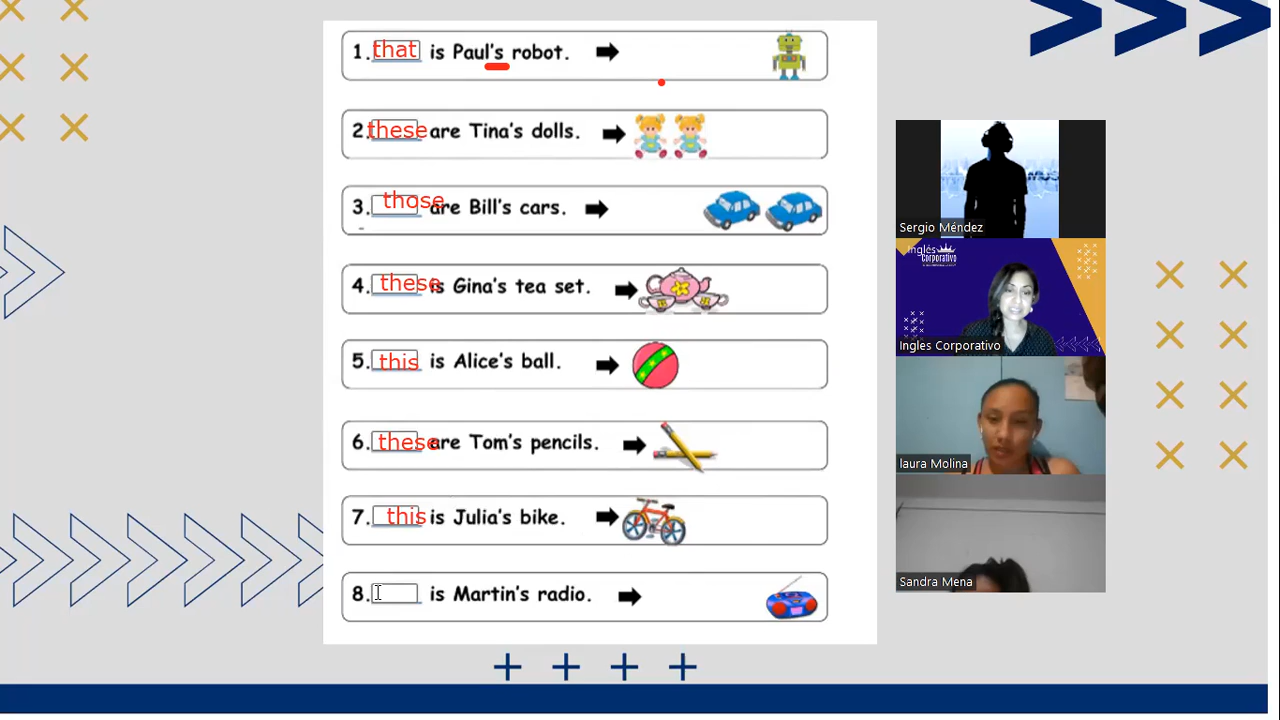 1. that is Paul's robot.
2. these are Tina's dolls.
3. those are Bill's cars.
4. these is Gina's tea set.
5. this is Alice's ball.
6. these are Tom's pencils.
7. this is Julia's bike.
8. is Martin's radio.
Sergio Méndez
Inglés
Corporativo
Ingles Corporativo
laura Molina
Sandra Mena